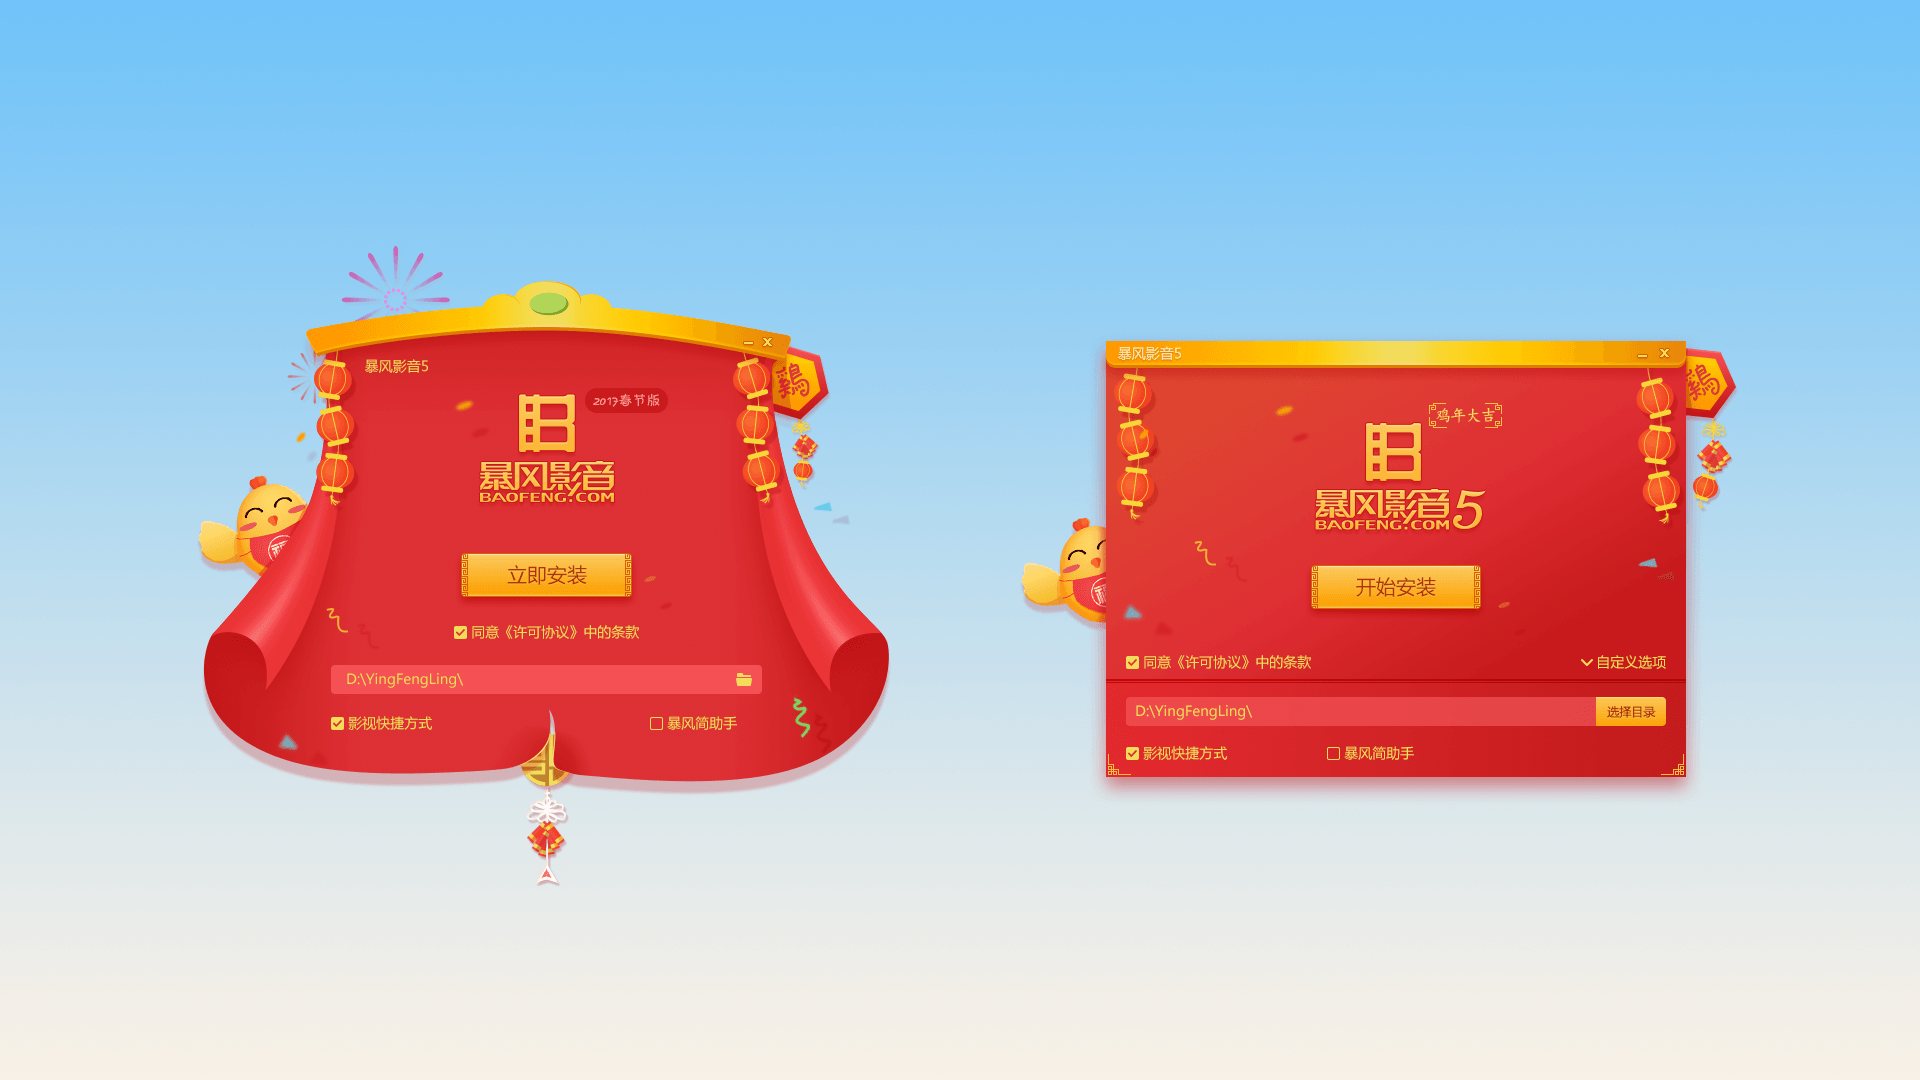 暴风影音5
2017春节版
鷄
暴风影音
BAOFENG.COM
立即安装
同意《许可协议》中的条款
D:\YingFengLing\
影视快捷方式
暴风简助手
暴风影音5
鷄
鸡年大吉
暴风影音5
BAOFENG.COM
开始安装
同意《许可协议》中的条款
自定义选项
D:\YingFengLing\
选择目录
影视快捷方式
暴风简助手